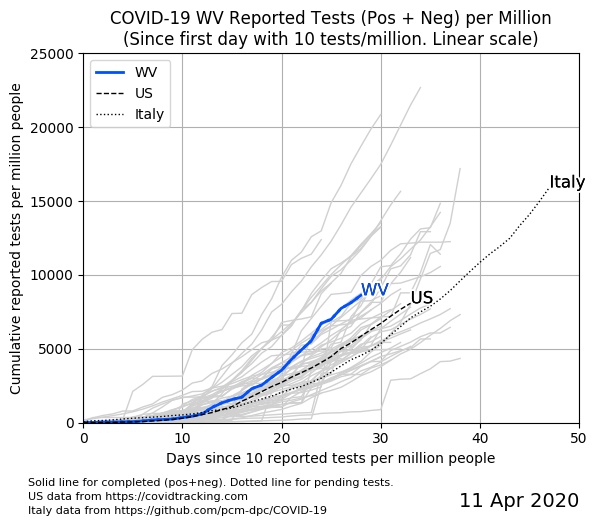 COVID-19 WV Reported Tests (Pos + Neg) per Million
(Since first day with 10 tests/million. Linear scale)
Cumulative reported tests per million people
25000
20000
15000
10000
5000
0
WV
US
Italy
Italy
WV
US
0 10 20 30 40 50
Days since 10 reported tests per million people
Solid line for completed (pos+neg). Dotted line for pending tests.
US data from https://covidtracking.com
Italy data from https://github.com/pcm-dpc/COVID-19
11 Apr 2020